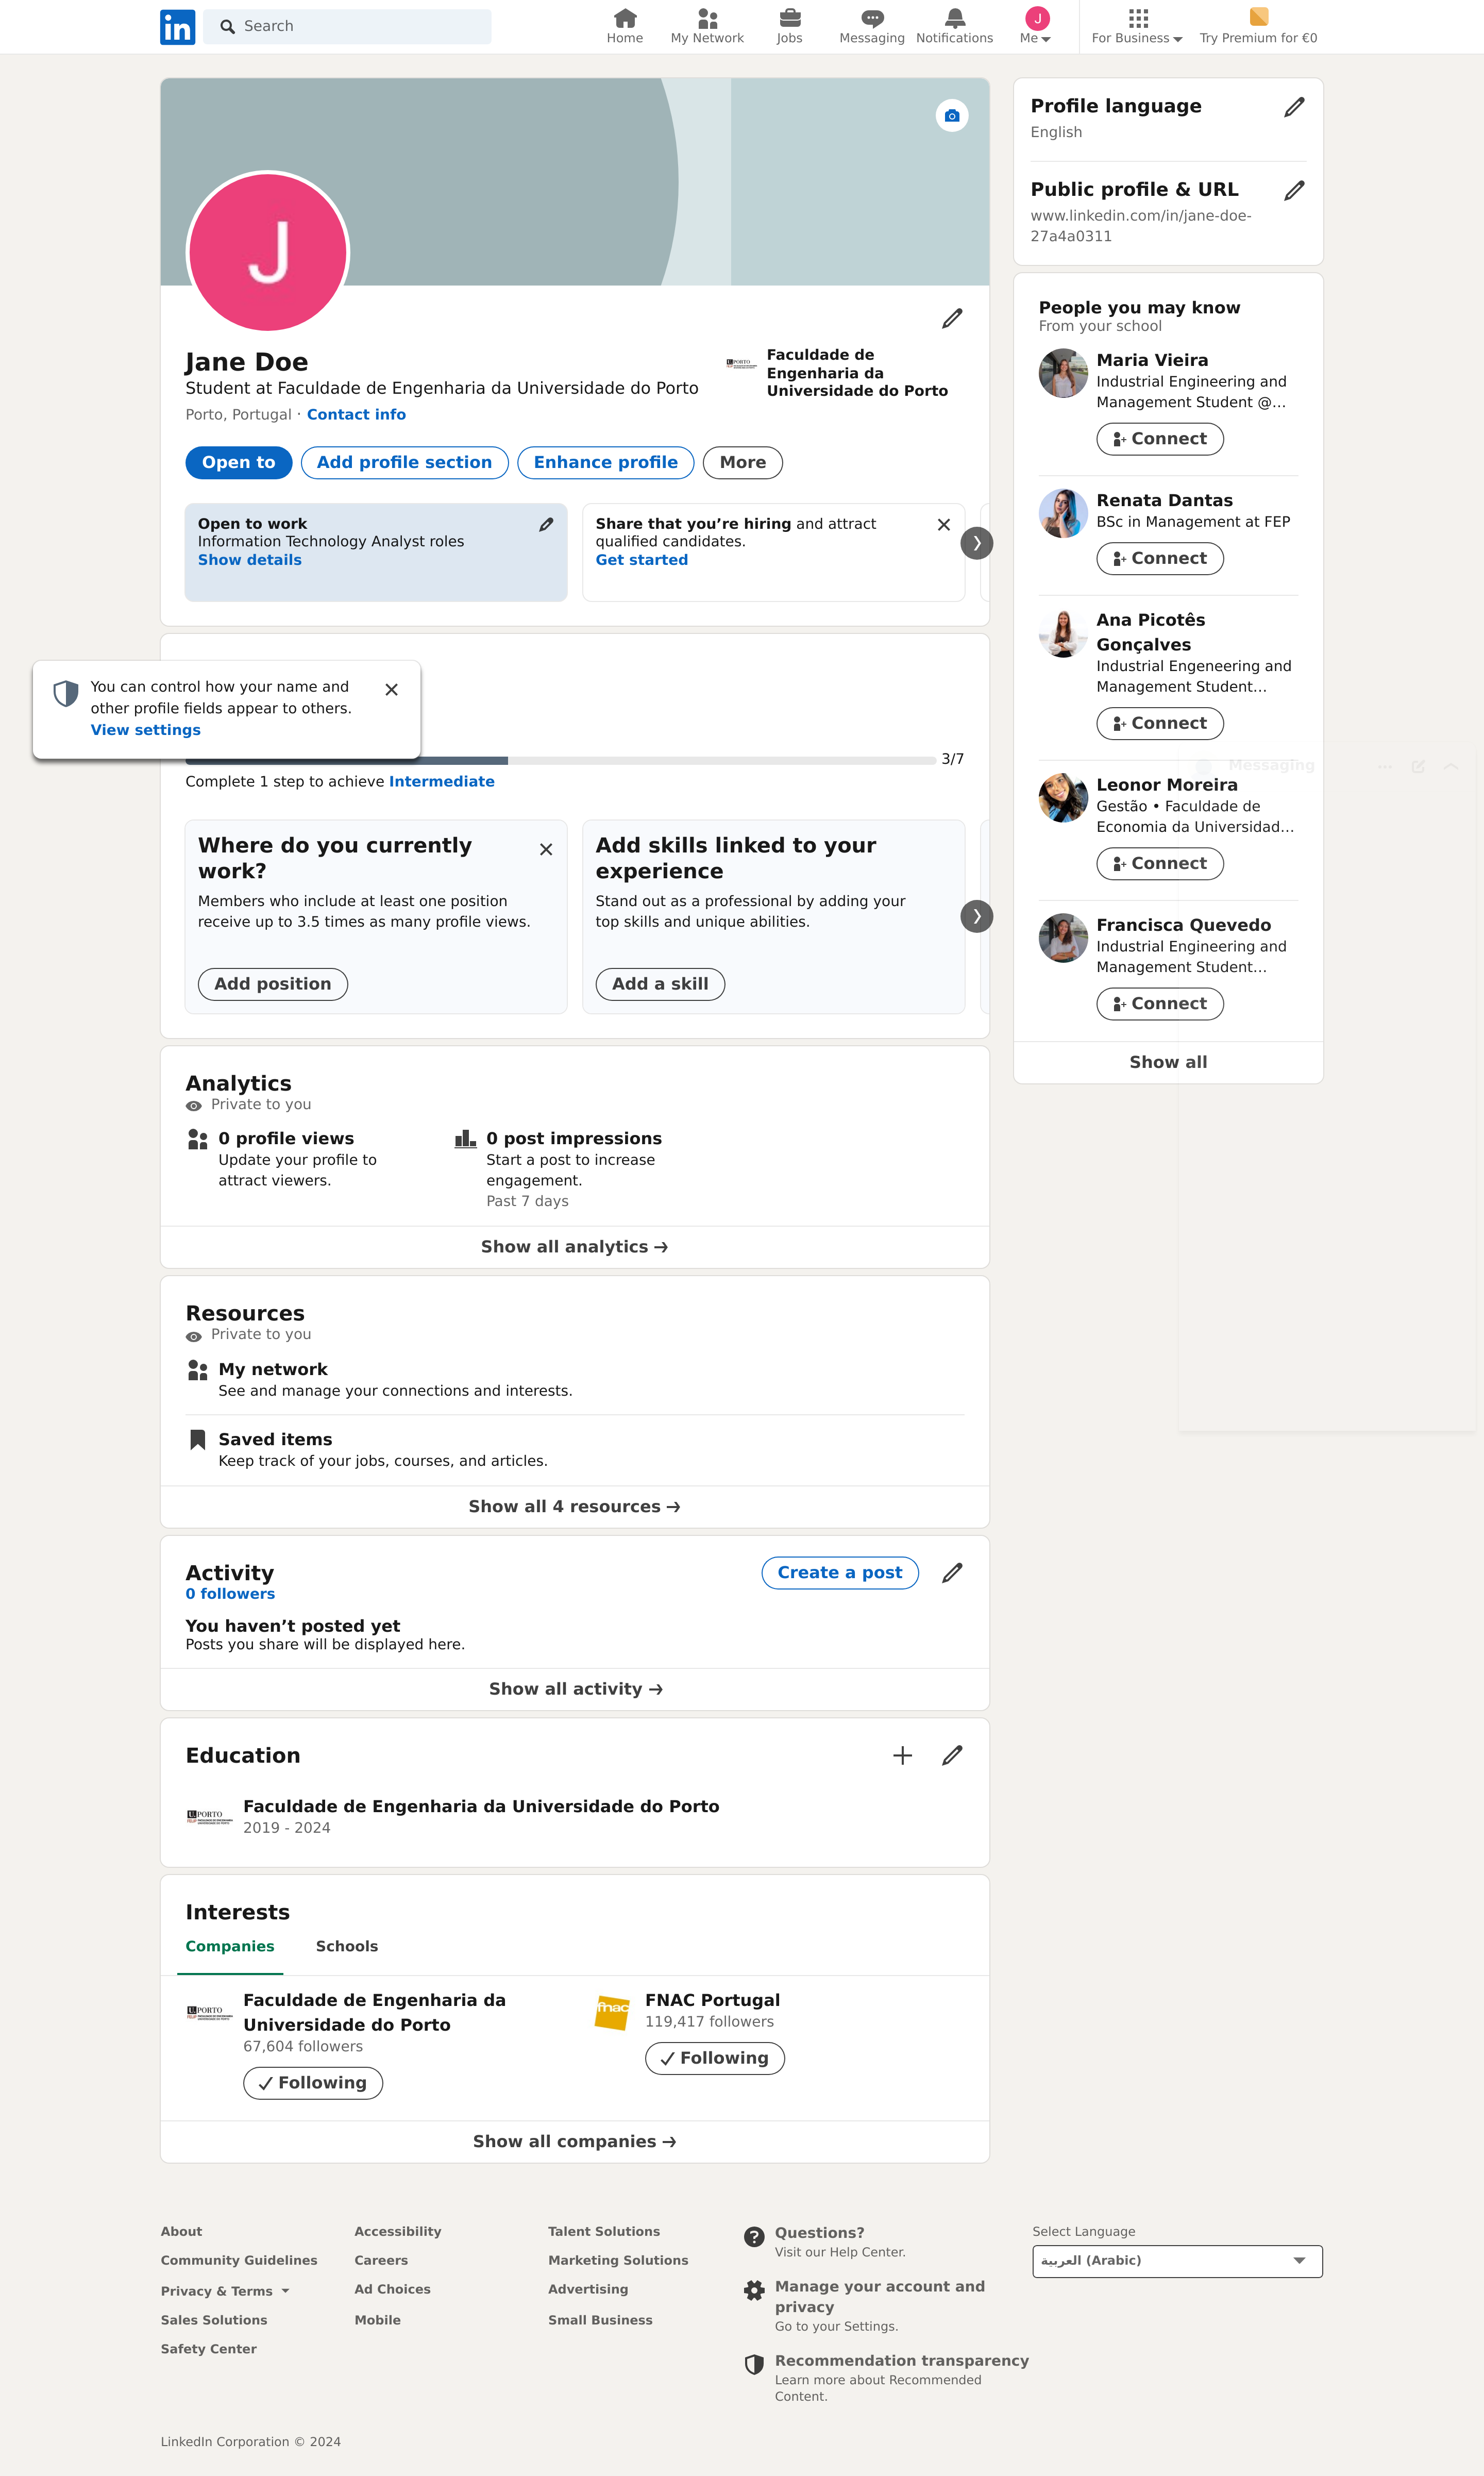 in
Search
Home
My Network
Jobs
Messaging
Notifications
J
Me
For Business
Try Premium for €0
J
Jane Doe
Student at Faculdade de Engenharia da Universidade do Porto
Porto, Portugal · Contact info
U.PORTO
Faculdade de
Engenharia da
Universidade do Porto
Open to
Add profile section
Enhance profile
More
Open to work
Information Technology Analyst roles
Show details
Share that you’re hiring and attract
qualified candidates.
Get started
You can control how your name and
other profile fields appear to others.
View settings
3/7
Complete 1 step to achieve Intermediate
Where do you currently
work?
Members who include at least one position
receive up to 3.5 times as many profile views.
Add position
Add skills linked to your
experience
Stand out as a professional by adding your
top skills and unique abilities.
Add a skill
Analytics
Private to you
0 profile views
Update your profile to
attract viewers.
0 post impressions
Start a post to increase
engagement.
Past 7 days
Show all analytics →
Resources
Private to you
My network
See and manage your connections and interests.
Saved items
Keep track of your jobs, courses, and articles.
Show all 4 resources →
Activity
0 followers
Create a post
You haven’t posted yet
Posts you share will be displayed here.
Show all activity →
Education
U.PORTO
Faculdade de Engenharia da Universidade do Porto
2019 - 2024
Interests
Companies
Schools
U.PORTO
Faculdade de Engenharia da
Universidade do Porto
67,604 followers
Following
fnac
FNAC Portugal
119,417 followers
Following
Show all companies →
Profile language
English
Public profile & URL
www.linkedin.com/in/jane-doe-
27a4a0311
People you may know
From your school
Maria Vieira
Industrial Engineering and
Management Student @…
Connect
Renata Dantas
BSc in Management at FEP
Connect
Ana Picotês
Gonçalves
Industrial Engeneering and
Management Student…
Connect
Messaging
Leonor Moreira
Gestão • Faculdade de
Economia da Universidad…
Connect
Francisca Quevedo
Industrial Engineering and
Management Student…
Connect
Show all
About
Accessibility
Talent Solutions
Community Guidelines
Careers
Marketing Solutions
Privacy & Terms
Ad Choices
Advertising
Sales Solutions
Mobile
Small Business
Safety Center
Questions?
Visit our Help Center.
Manage your account and
privacy
Go to your Settings.
Recommendation transparency
Learn more about Recommended
Content.
Select Language
العربية (Arabic)
LinkedIn Corporation © 2024